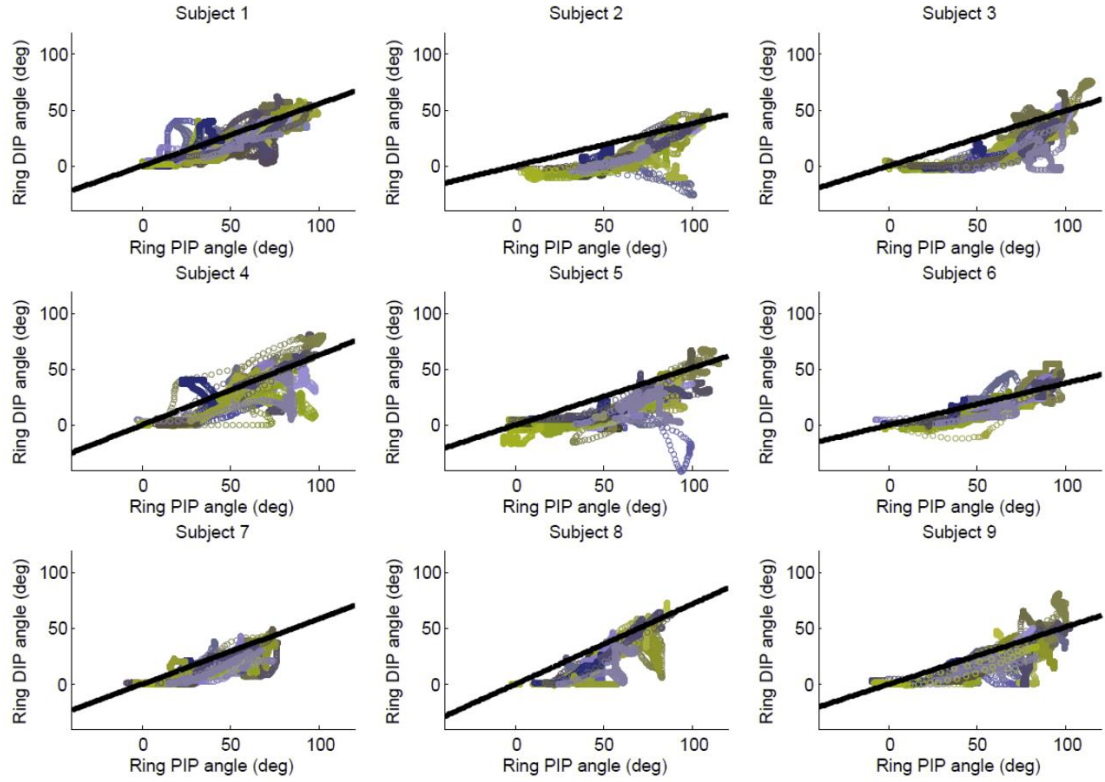 Subject 1
Subject 2
Subject 3
Ring DIP angle (deg)
100
50
0
0
50
100
Ring PIP angle (deg)
Ring DIP angle (deg)
100
50
0
0
50
100
Ring PIP angle (deg)
Ring DIP angle (deg)
100
50
0
0
50
100
Ring PIP angle (deg)
Subject 4
Subject 5
Subject 6
Ring DIP angle (deg)
100
50
0
0
50
100
Ring PIP angle (deg)
Ring DIP angle (deg)
100
50
0
0
50
100
Ring PIP angle (deg)
Ring DIP angle (deg)
100
50
0
0
50
100
Ring PIP angle (deg)
Subject 7
Subject 8
Subject 9
Ring DIP angle (deg)
100
50
0
0
50
100
Ring PIP angle (deg)
Ring DIP angle (deg)
100
50
0
0
50
100
Ring PIP angle (deg)
Ring DIP angle (deg)
100
50
0
0
50
100
Ring PIP angle (deg)